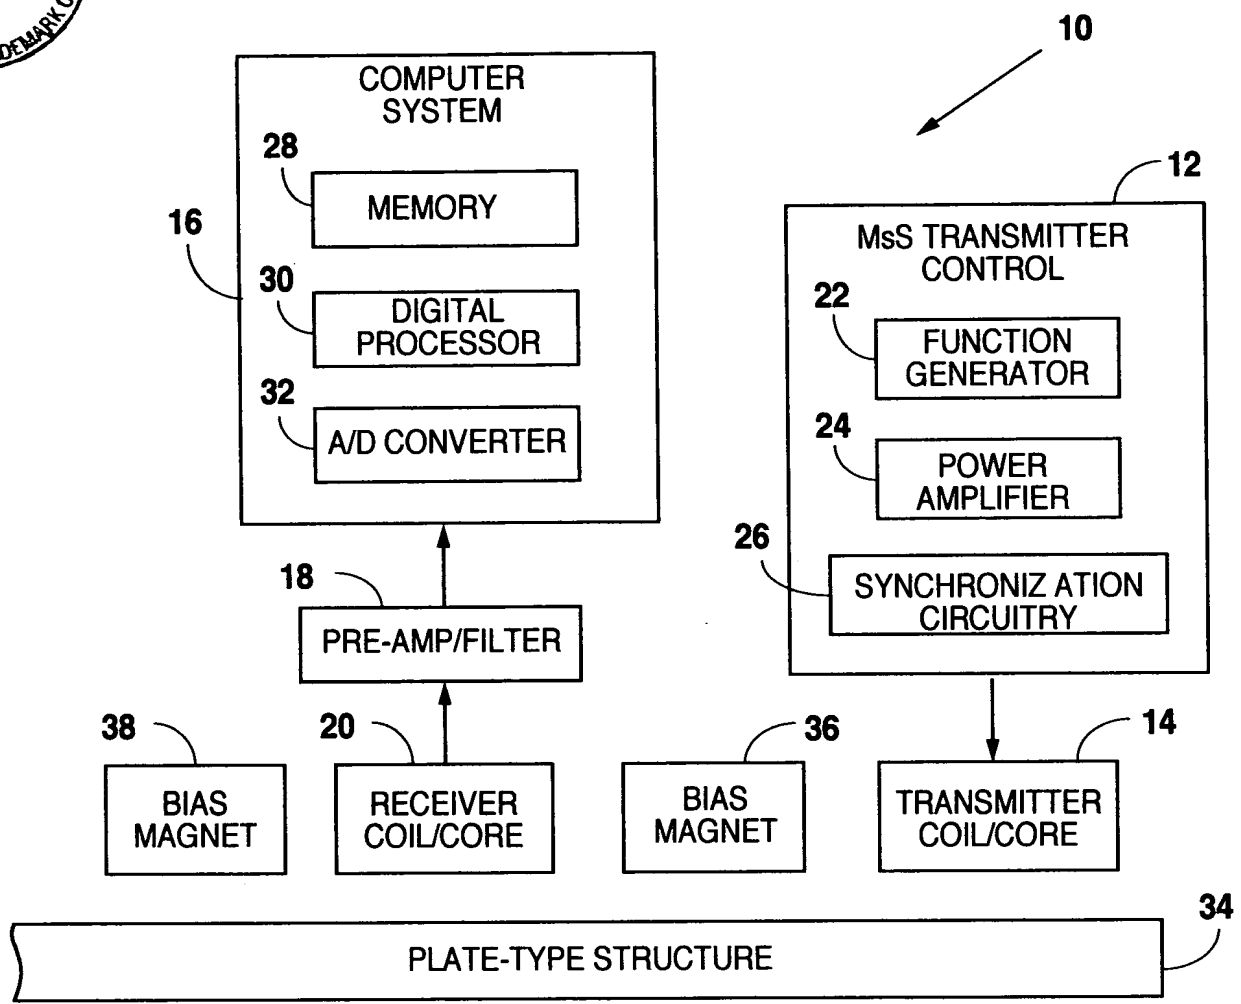 DEMARK
10
COMPUTER
SYSTEM
28
MEMORY
16
30
DIGITAL
PROCESSOR
32
A/D CONVERTER
12
MsS TRANSMITTER
CONTROL
22
FUNCTION
GENERATOR
24
POWER
AMPLIFIER
26
SYNCHRONIZ ATION
CIRCUITRY
18
PRE-AMP/FILTER
38
BIAS
MAGNET
20
RECEIVER
COIL/CORE
36
BIAS
MAGNET
14
TRANSMITTER
COIL/CORE
34
PLATE-TYPE STRUCTURE